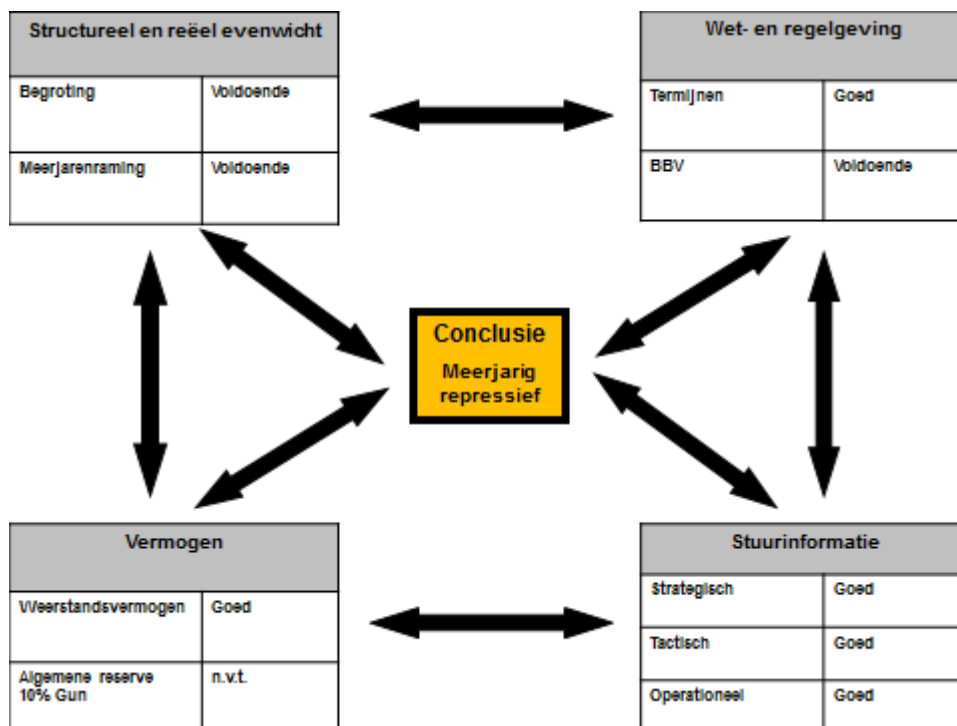 Structureel en reëel evenwicht
Begroting Voldoende
Meerjarenraming Voldoende
Wet- en regelgeving
Termijnen Goed
BBV Voldoende
Conclusie
Meerjarig
repressief
Vermogen
Weerstandsvermogen Goed
Algemene reserve n.v.t.
10% Gun
Stuurinformatie
Strategisch Goed
Tactisch Goed
Operationeel Goed